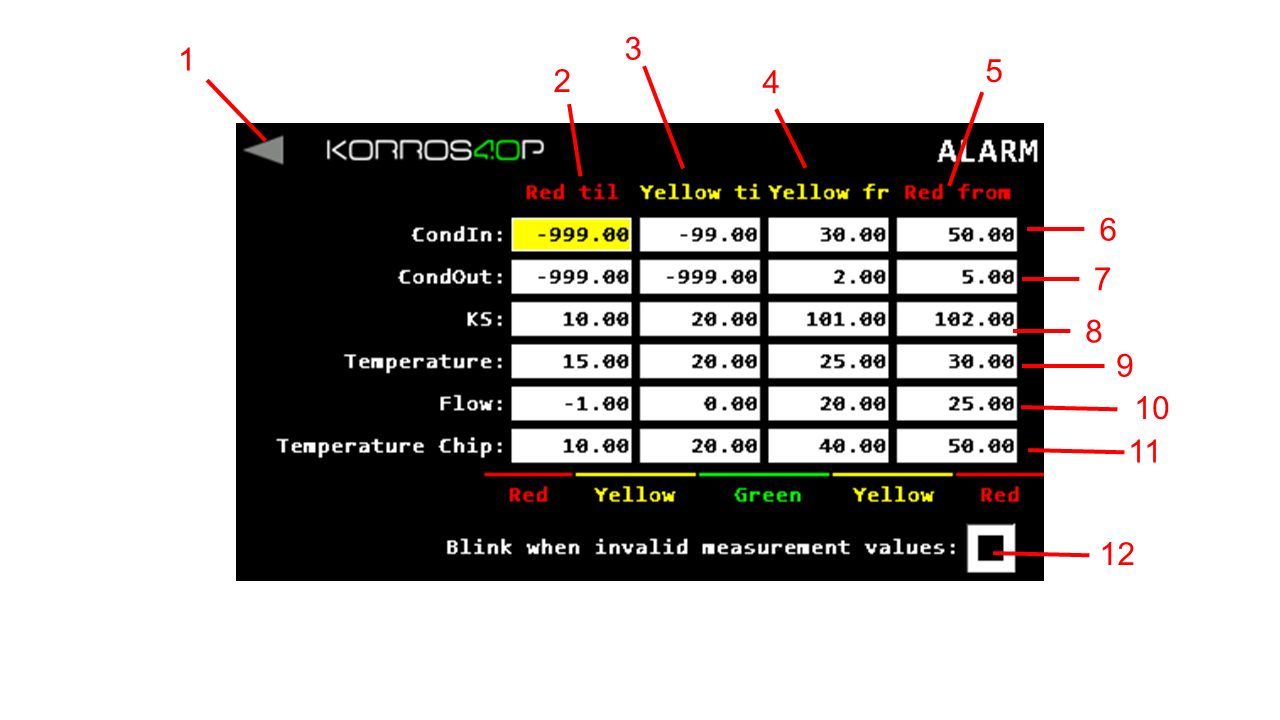 1
2
3
4
5
KORROS4.0P
ALARM
Red til Yellow ti Yellow fr Red from
CondIn: -999.00 -99.00 30.00 50.00 6
CondOut: -999.00 -999.00 2.00 5.00 7
KS: 10.00 20.00 101.00 102.00 8
Temperature: 15.00 20.00 25.00 30.00 9
Flow: -1.00 0.00 20.00 25.00 10
Temperature Chip: 10.00 20.00 40.00 50.00 11
Red Yellow Green Yellow Red
Blink when invalid measurement values: 12